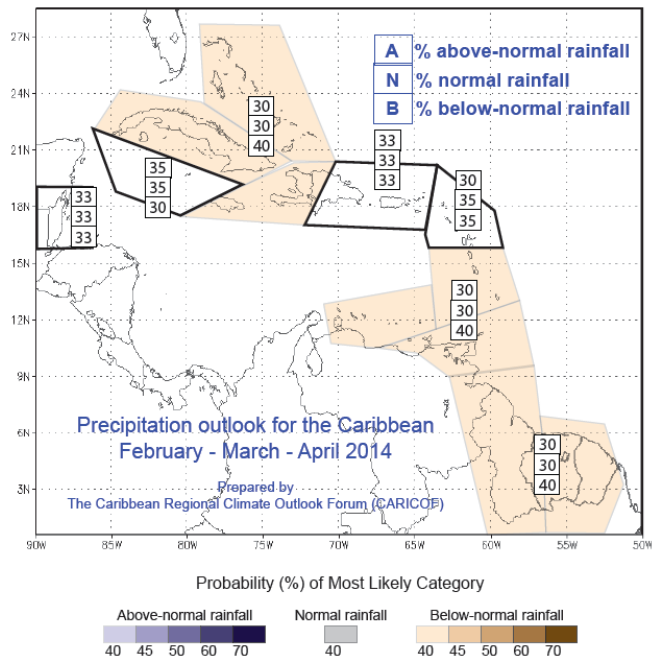 27N
24N
21N
18N
15N
12N
9N
6N
3N
90W 85W 80W 75W 70W 65W 60W 55W 50W
A % above-normal rainfall
N % normal rainfall
B % below-normal rainfall
30
30
40
33
33
33
35
35
30
30
35
35
33
33
33
30
30
40
30
30
40
Precipitation outlook for the Caribbean
February - March - April 2014
Prepared by
The Caribbean Regional Climate Outlook Forum (CARICOF)
Probability (%) of Most Likely Category
Above-normal rainfall Normal rainfall Below-normal rainfall
40 45 50 60 70 40 40 45 50 60 70